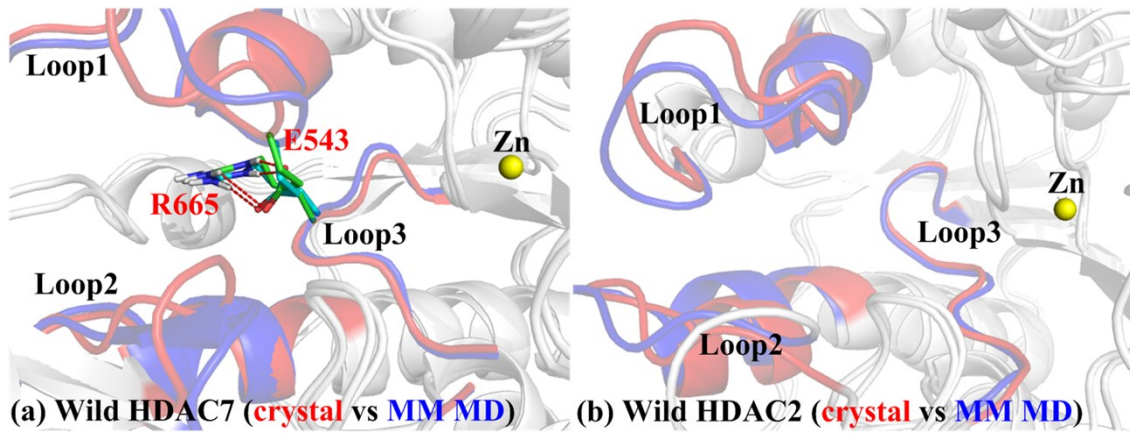 Loop1
E543
Zn
R665
Loop3
Loop2
(a) Wild HDAC7 (crystal vs MM MD)
Loop1
Zn
Loop3
Loop2
(b) Wild HDAC2 (crystal vs MM MD)